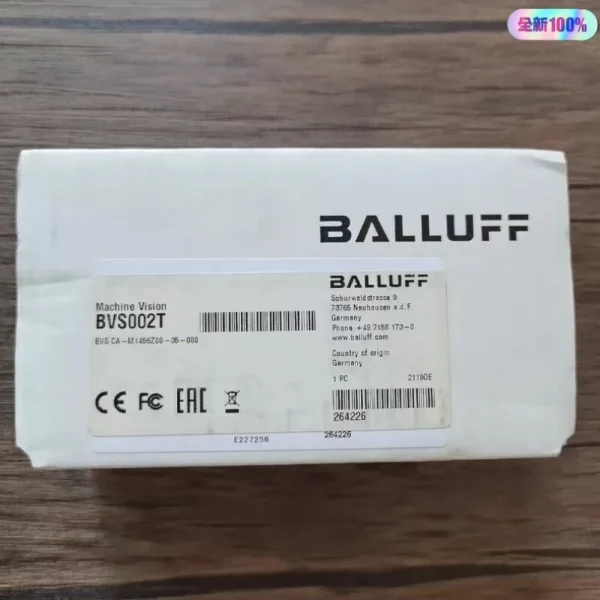 全新100%
BALLUFF
Machine Vision
BVS002T
BVS CA-M1456Z00-35-000
BALLUFF
Schurwaldstrasse 9
73765 Neuhausen a.d.F.
Germany
Phone +49 7158 173-0
www.balluff.com
Country of origin
Germany
1 PC 2119DE
264226
CE FC EAC
E227256 264226